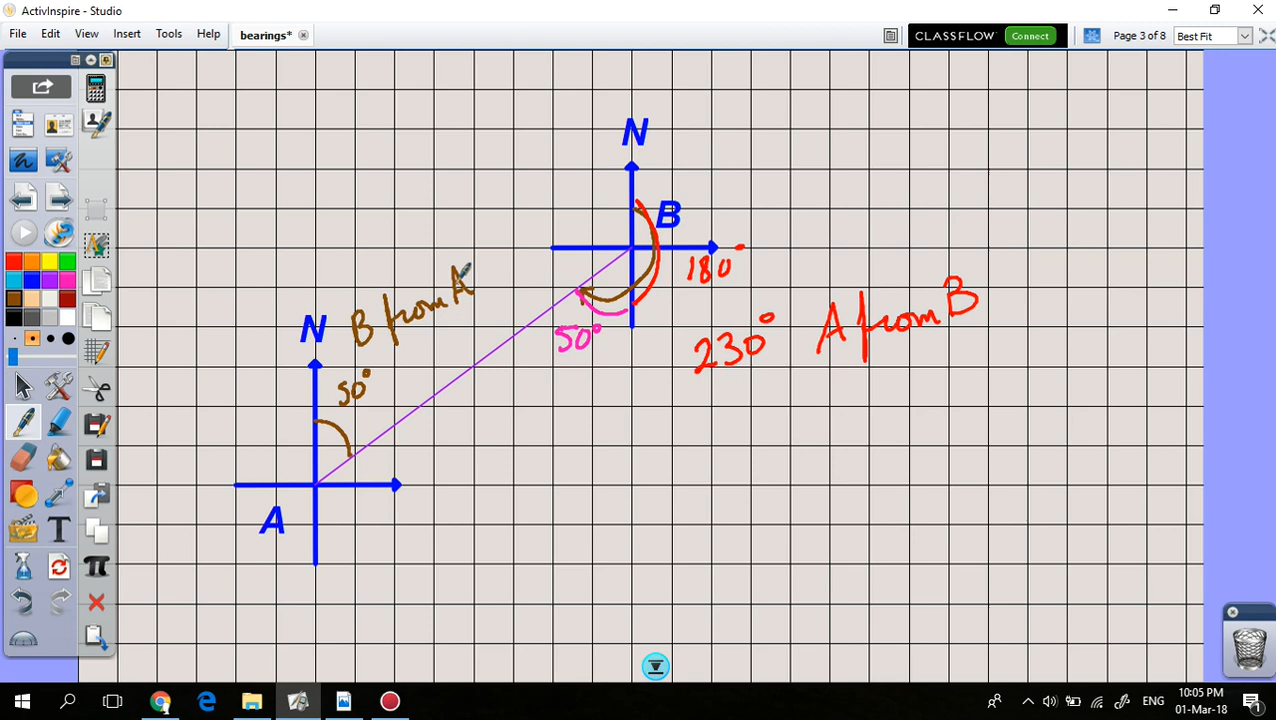 ActivInspire - Studio
File Edit View Insert Tools Help bearings*
CLASSFLOW Connect Page 3 of 8 Best Fit
N
B
180°
N
B from A
50°
50°
230° A from B
A
ENG 10:05 PM 01-Mar-18